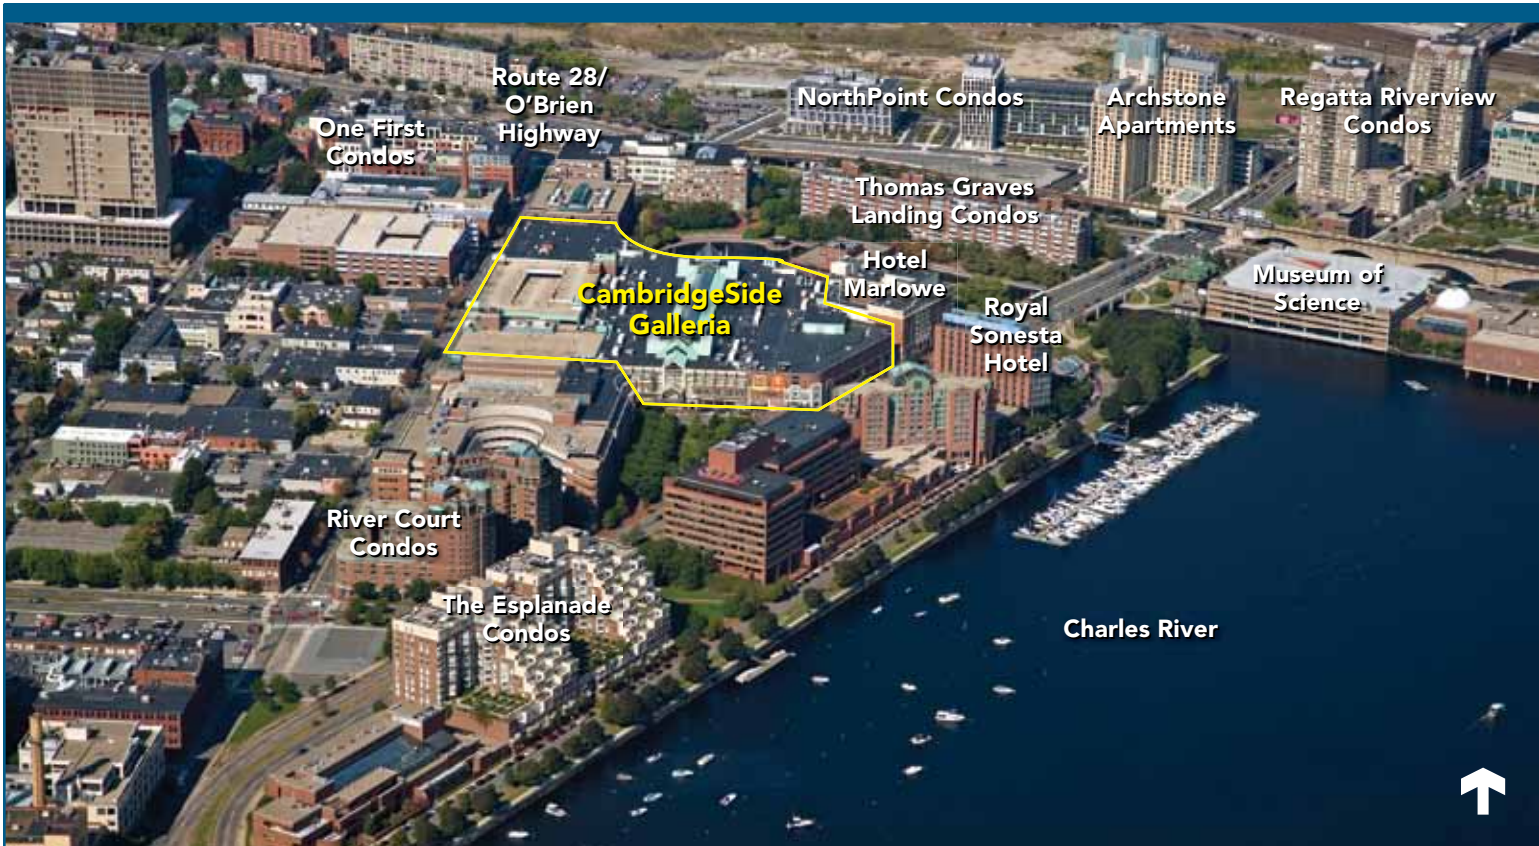 Route 28/
O’Brien
Highway
One First
Condos
NorthPoint Condos
Archstone
Apartments
Regatta Riverview
Condos
Thomas Graves
Landing Condos
Hotel
Marlowe
Museum of
Science
CambridgeSide
Galleria
Royal
Sonesta
Hotel
River Court
Condos
The Esplanade
Condos
Charles River